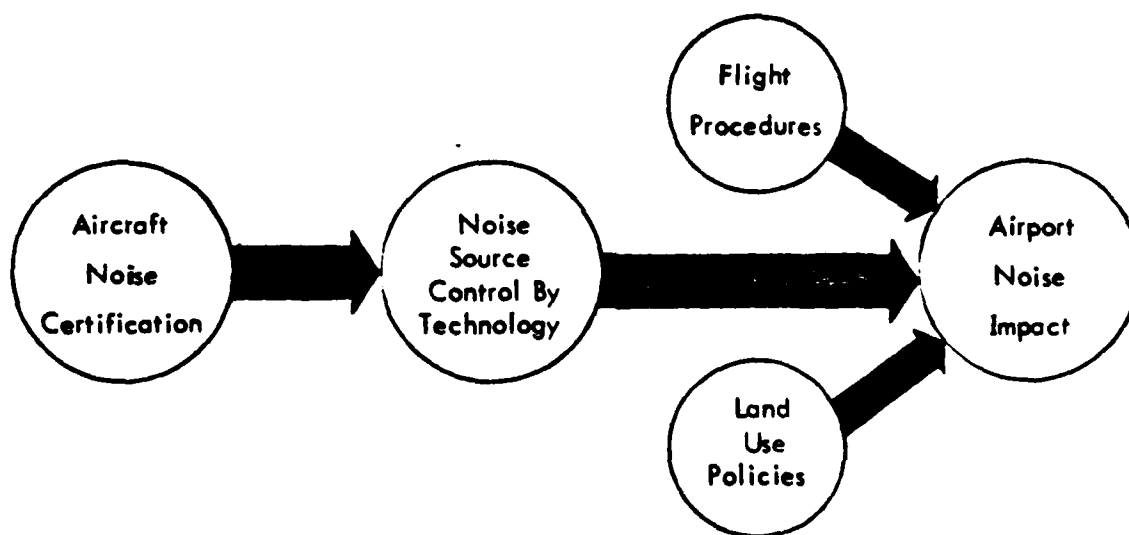 Flight
Procedures
Aircraft
Noise
Certification
Noise
Source
Control By
Technology
Airport
Noise
Impact
Land
Use
Policies